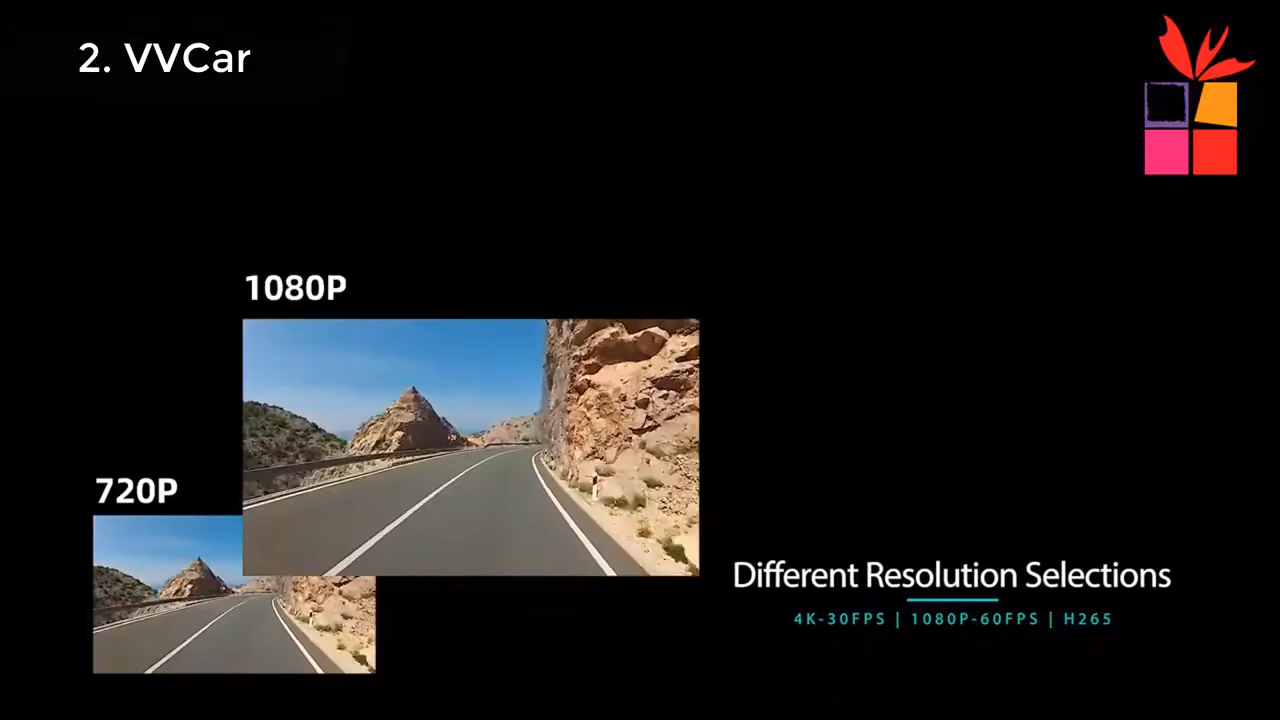 2. VVCar
1080P
720P
Different Resolution Selections
4K-30FPS | 1080P-60FPS | H265